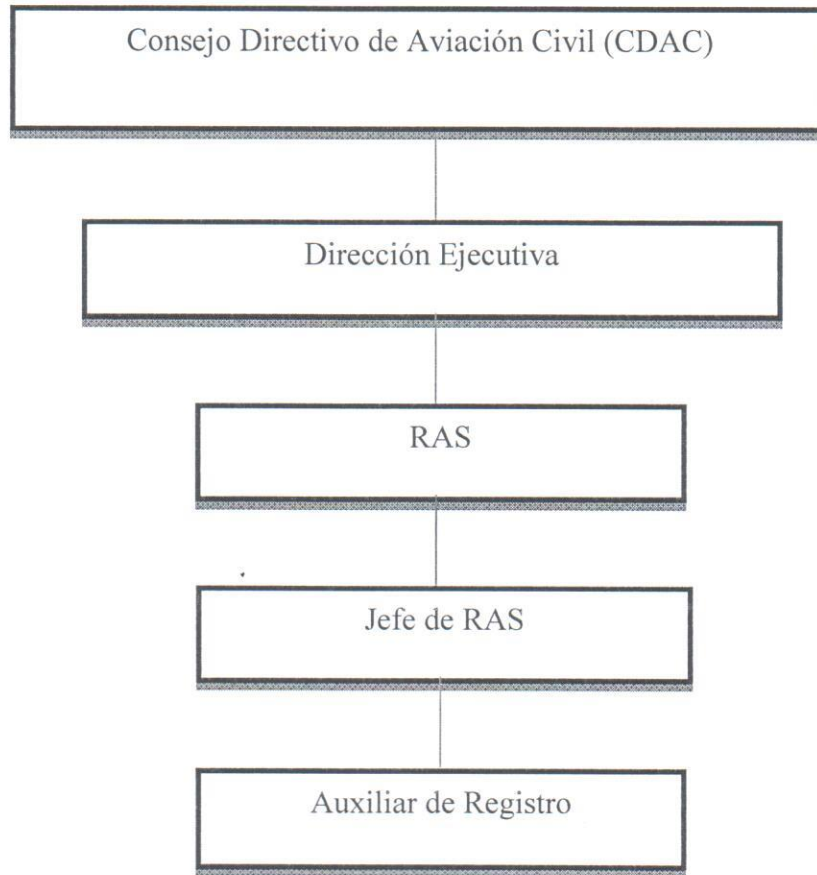 Consejo Directivo de Aviación Civil (CDAC)
Dirección Ejecutiva
RAS
Jefe de RAS
Auxiliar de Registro